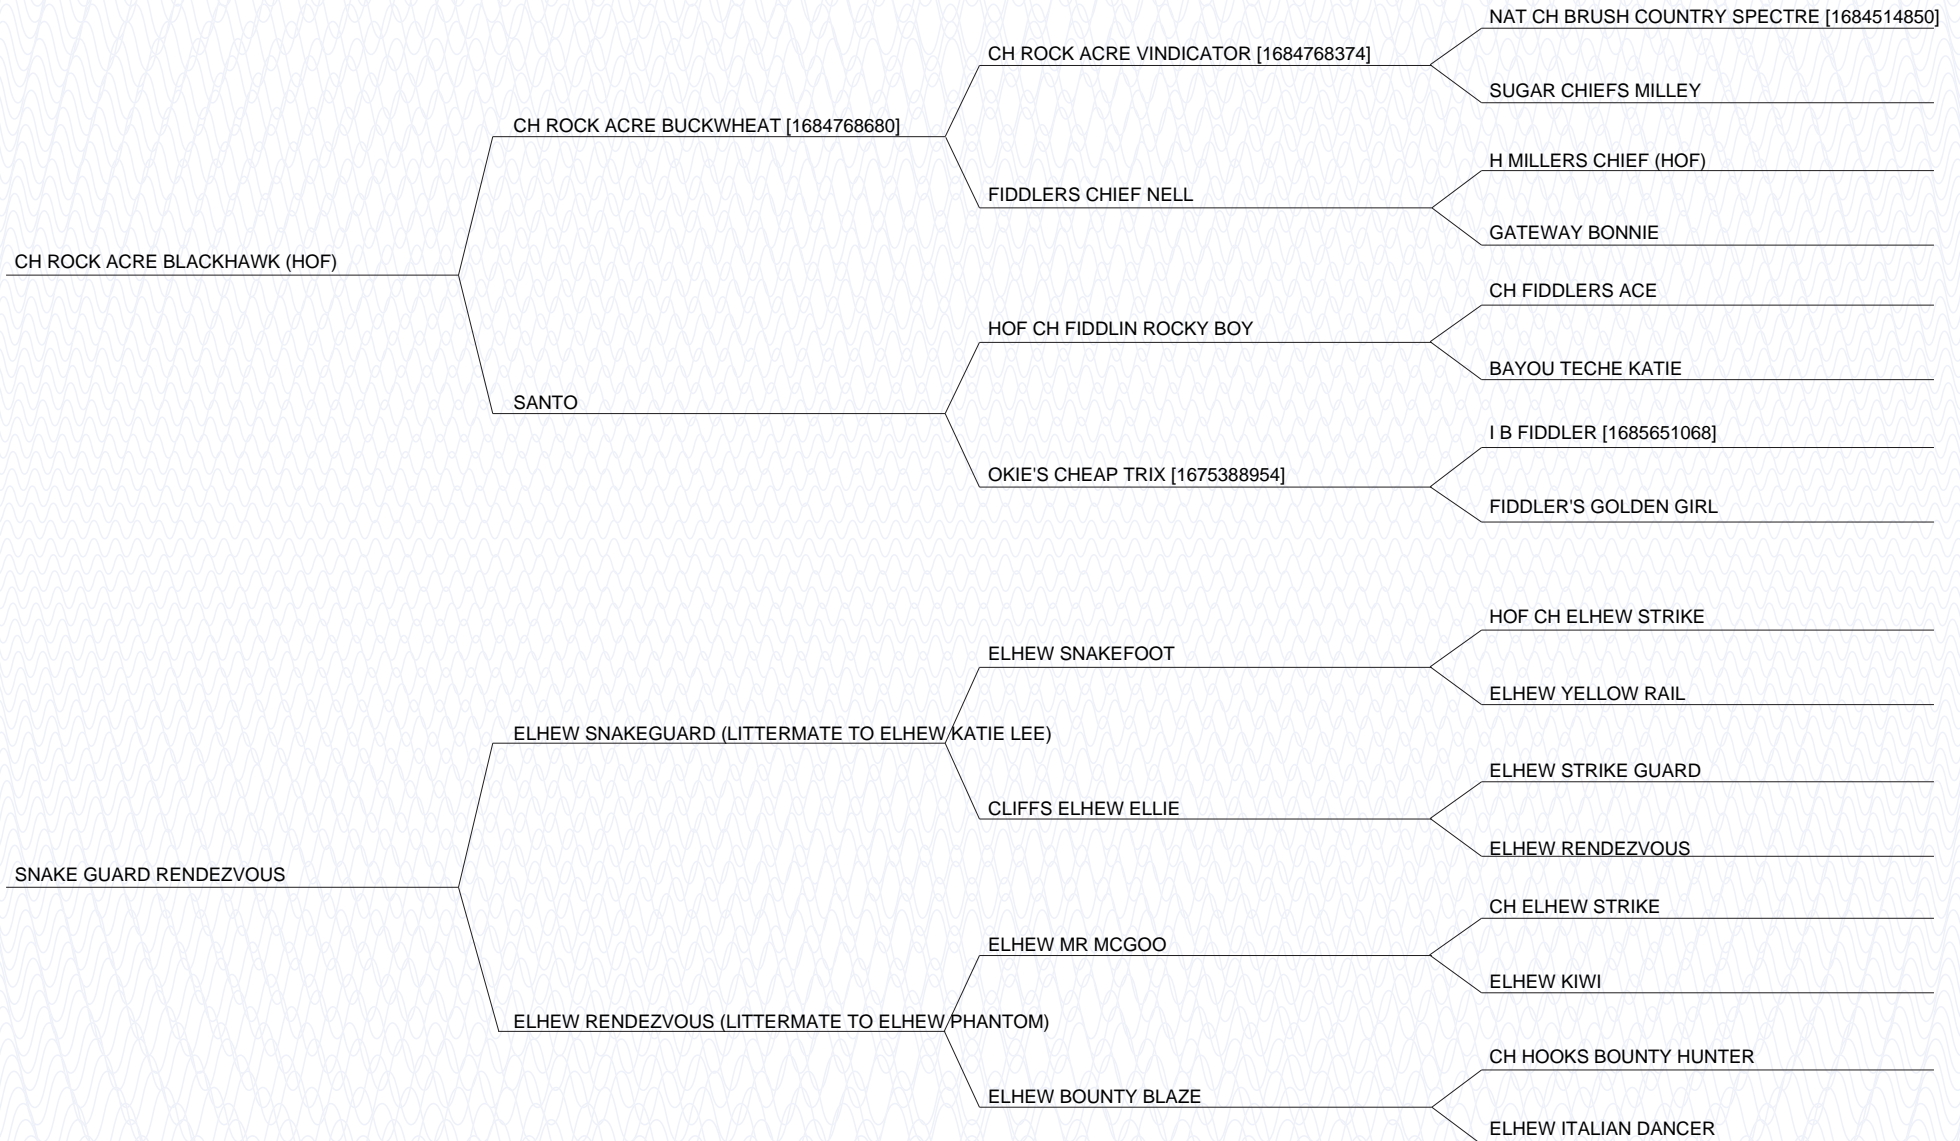 NAT CH BRUSH COUNTRY SPECTRE [1684514850]
CH ROCK ACRE VINDICATOR [1684768374]
SUGAR CHIEFS MILLEY
CH ROCK ACRE BUCKWHEAT [1684768680]
H MILLERS CHIEF (HOF)
FIDDLERS CHIEF NELL
GATEWAY BONNIE
CH ROCK ACRE BLACKHAWK (HOF)
CH FIDDLERS ACE
HOF CH FIDDLIN ROCKY BOY
BAYOU TECHE KATIE
SANTO
I B FIDDLER [1685651068]
OKIE'S CHEAP TRIX [1675388954]
FIDDLER'S GOLDEN GIRL
HOF CH ELHEW STRIKE
ELHEW SNAKEFOOT
ELHEW YELLOW RAIL
ELHEW SNAKEGUARD (LITTERMATE TO ELHEW KATIE LEE)
ELHEW STRIKE GUARD
CLIFFS ELHEW ELLIE
ELHEW RENDEZVOUS
SNAKE GUARD RENDEZVOUS
CH ELHEW STRIKE
ELHEW MR MCGOO
ELHEW KIWI
ELHEW RENDEZVOUS (LITTERMATE TO ELHEW PHANTOM)
CH HOOKS BOUNTY HUNTER
ELHEW BOUNTY BLAZE
ELHEW ITALIAN DANCER